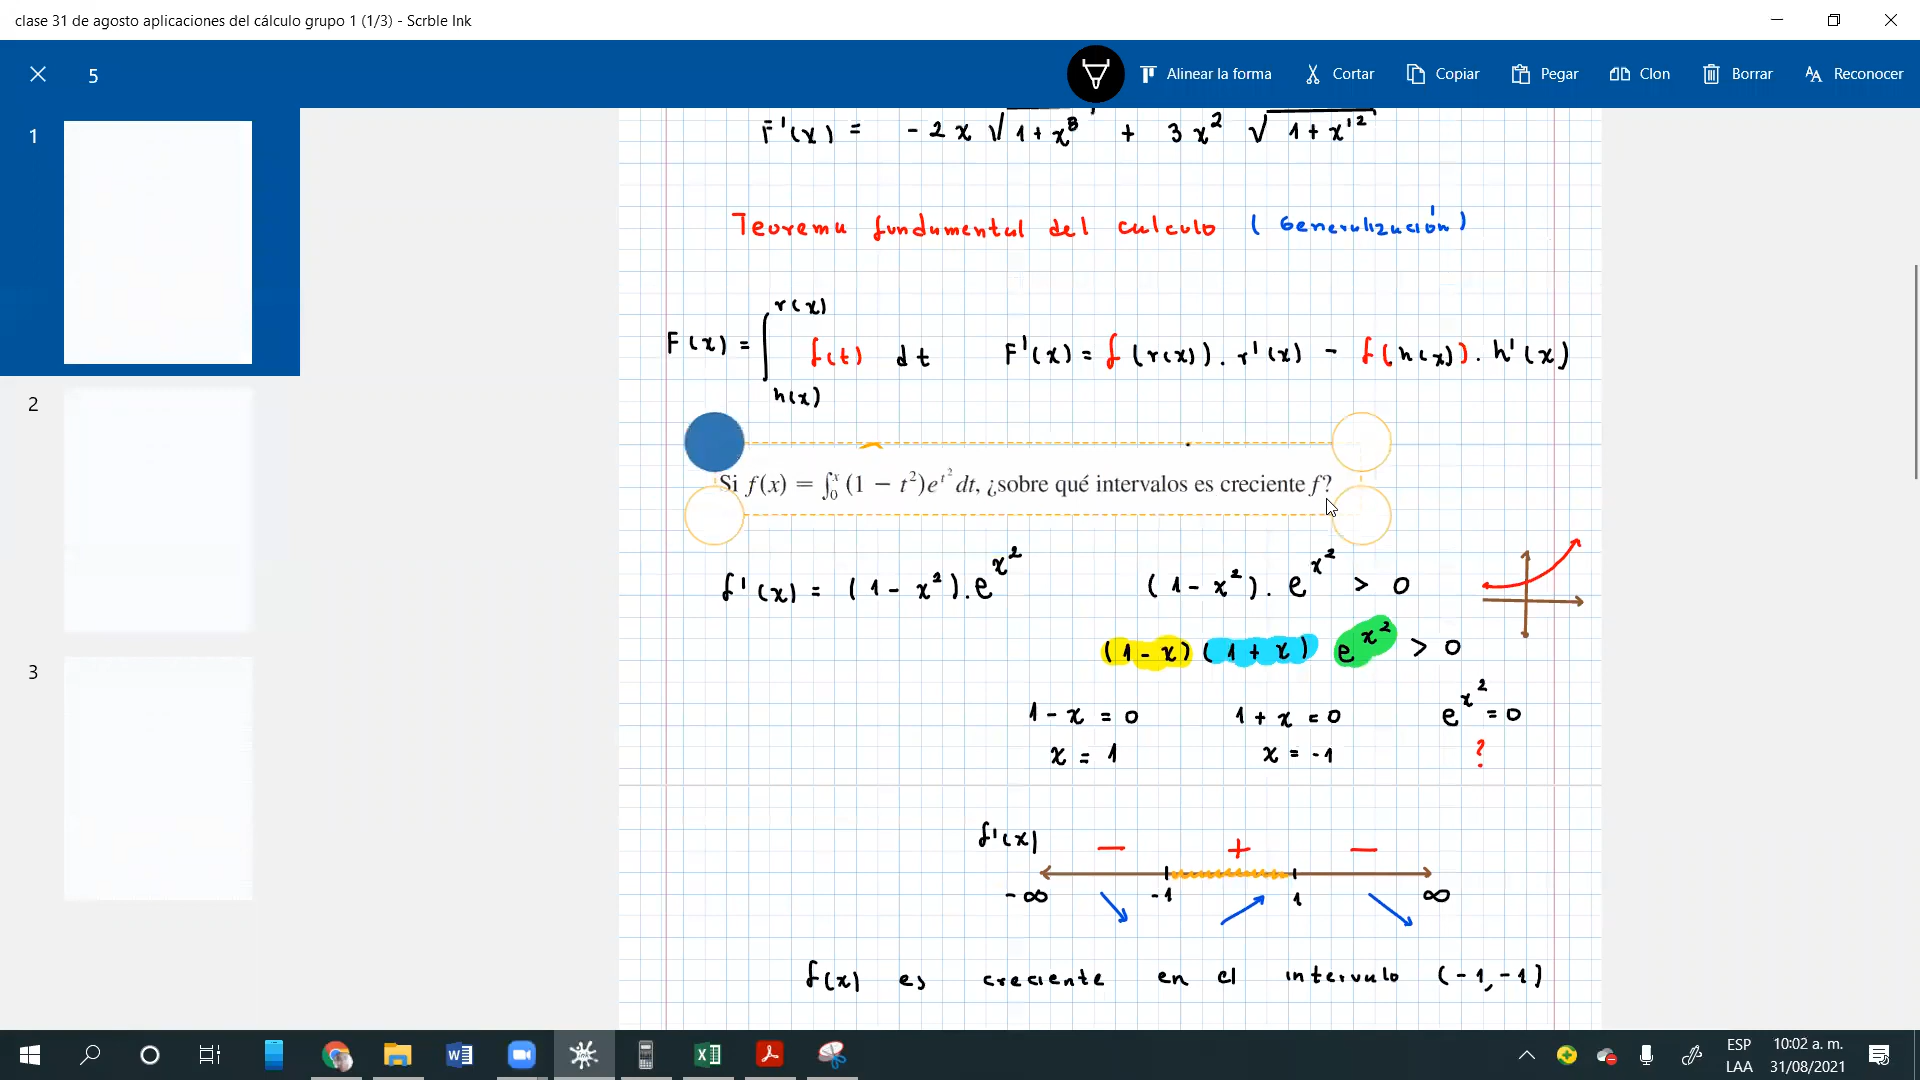 clase 31 de agosto aplicaciones del cálculo grupo 1 (1/3) - Scrble Ink
5 Alinear la forma Cortar Copiar Pegar Clon Borrar Reconocer
1
2
3
F'(x) = -2x √(1+x⁸) + 3x² √(1+x¹²)
Teorema fundamental del calculo (Generalización)
F(x) = ∫_{h(x)}^{r(x)} f(t) dt F'(x) = f(r(x)). r'(x) - f(h(x)). h'(x)
Si f(x) = ∫₀ˣ (1 − t²)e^{t²} dt, ¿sobre qué intervalos es creciente f?
f'(x) = (1-x²).e^{x²} (1-x²). e^{x²} > 0
(1-x) (1+x) e^{x²} > 0
1-x = 0 1+x = 0 e^{x²} = 0
x = 1 x = -1 ?
f'(x) − + −
-∞ -1 1 ∞
f(x) es creciente en el intervalo (-1,-1)
ESP 10:02 a. m.
LAA 31/08/2021